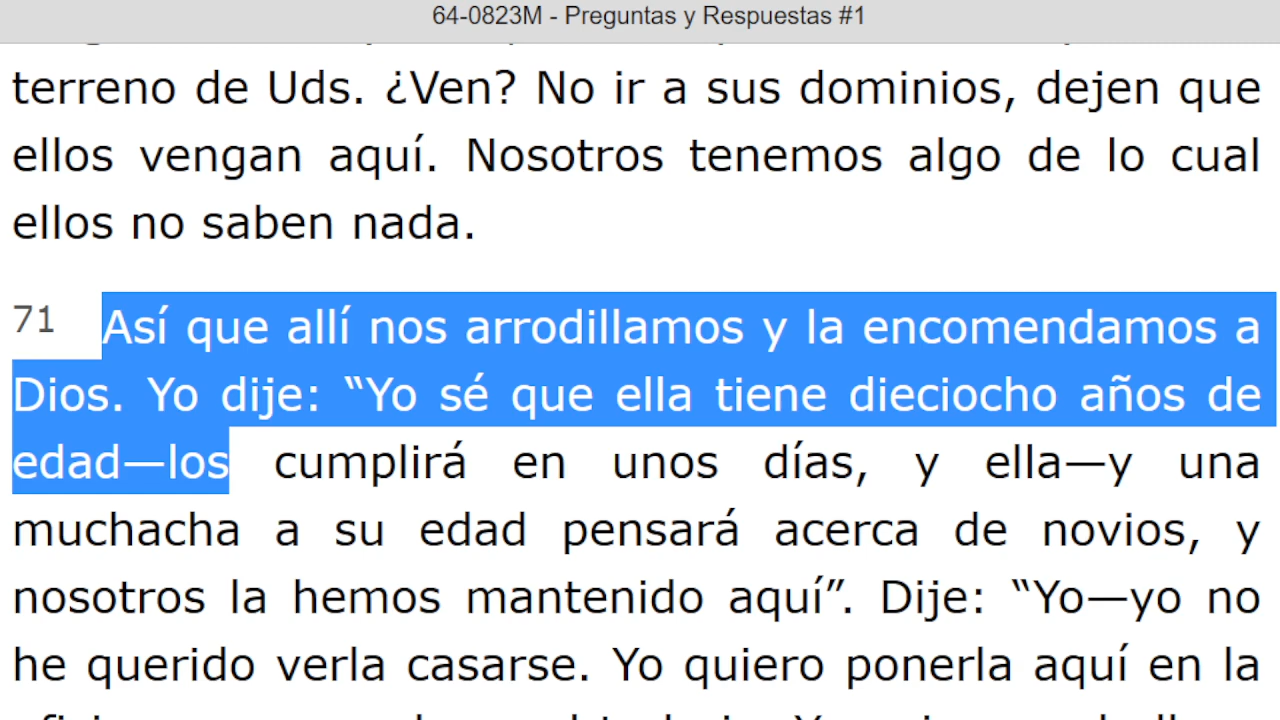 64-0823M - Preguntas y Respuestas #1
terreno de Uds. ¿Ven? No ir a sus dominios, dejen que
ellos vengan aquí. Nosotros tenemos algo de lo cual
ellos no saben nada.
71 Así que allí nos arrodillamos y la encomendamos a
Dios. Yo dije: “Yo sé que ella tiene dieciocho años de
edad—los cumplirá en unos días, y ella—y una
muchacha a su edad pensará acerca de novios, y
nosotros la hemos mantenido aquí”. Dije: “Yo—yo no
he querido verla casarse. Yo quiero ponerla aquí en la